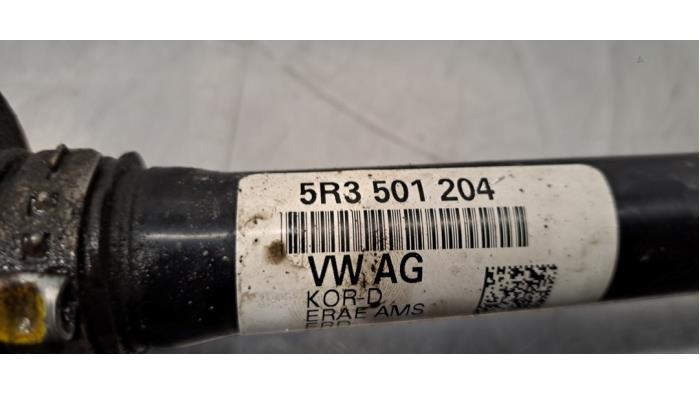 5R3 501 204
VW AG
KOR-D
ERAE AMS